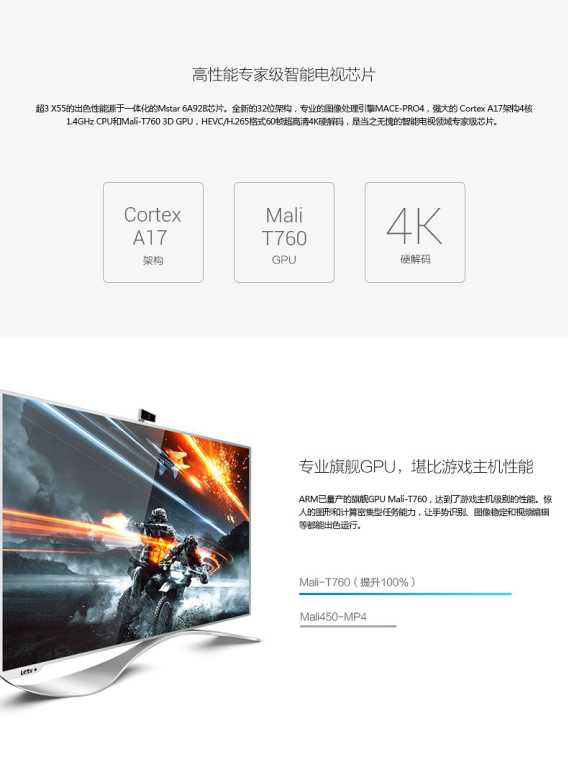 高性能专家级智能电视芯片
超3 X55的出色性能源于一体化的Mstar 6A928芯片。全新的32位架构，专业的图像处理引擎MACE-PRO4，强大的 Cortex A17架构4核
1.4GHz CPU和Mali-T760 3D GPU，HEVC/H.265格式60帧超高清4K硬解码，是当之无愧的智能电视领域专家级芯片。
Cortex
A17
架构
Mali
T760
GPU
4K
硬解码
专业旗舰GPU，堪比游戏主机性能
ARM已量产的旗舰GPU Mali-T760，达到了游戏主机级别的性能。惊
人的图形和计算密集型任务能力，让手势识别、图像稳定和视频编辑
等都能出色运行。
Mali-T760（提升100%）
Mali450-MP4
Letv